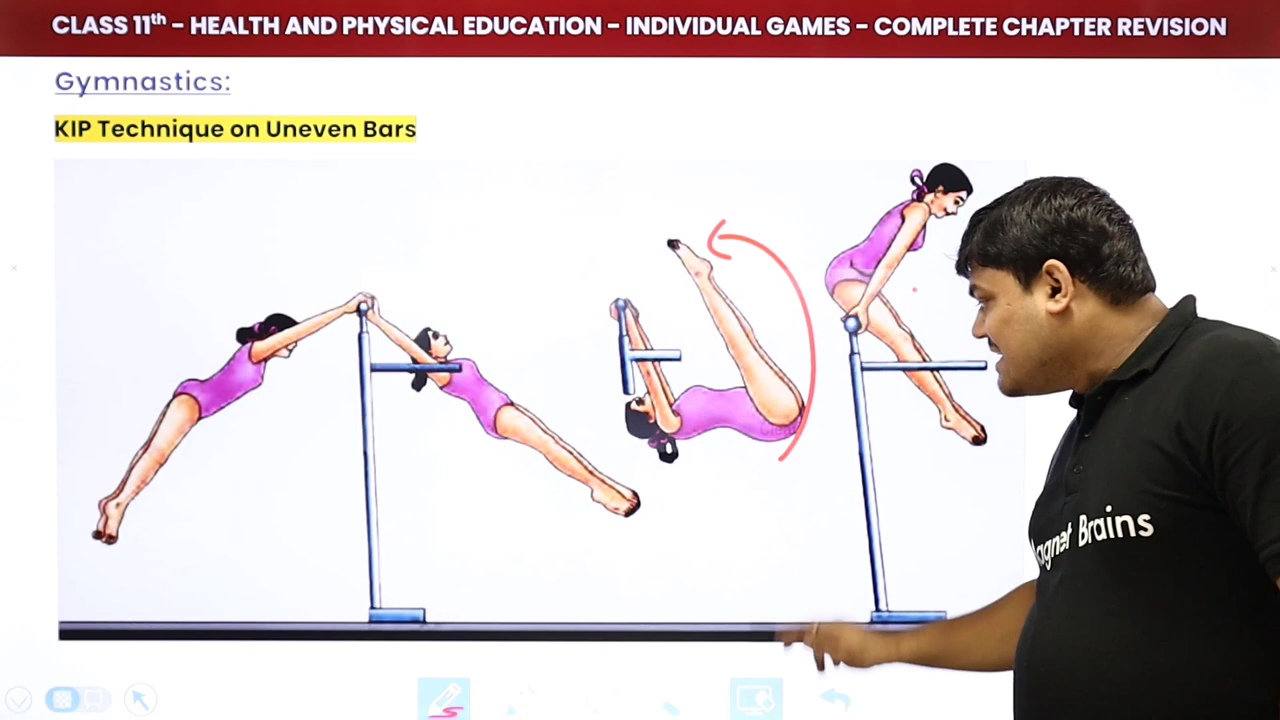 CLASS 11th – HEALTH AND PHYSICAL EDUCATION – INDIVIDUAL GAMES – COMPLETE CHAPTER REVISION
Gymnastics:
KIP Technique on Uneven Bars
Brains